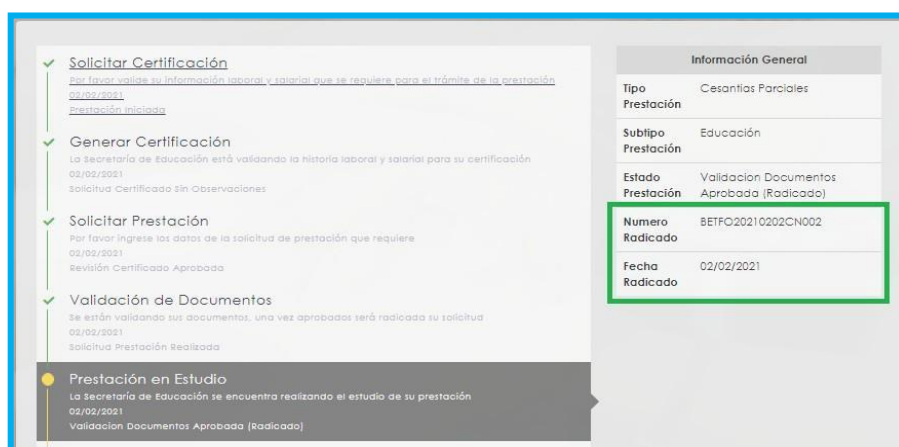 Solicitar Certificación
Por favor valide su información laboral y salarial que se requiere para el trámite de la prestación
02/02/2021
Prestación Iniciada
Generar Certificación
La Secretaría de Educación está validando la historia laboral y salarial para su certificación
02/02/2021
Solicitud Certificado Sin Observaciones
Solicitar Prestación
Por favor ingrese los datos de la solicitud de prestación que requiere
02/02/2021
Revisión Certificado Aprobada
Validación de Documentos
Se están validando sus documentos, una vez aprobados será radicada su solicitud
02/02/2021
Solicitud Prestación Realizada
Prestación en Estudio
La Secretaría de Educación se encuentra realizando el estudio de su prestación
02/02/2021
Validacion Documentos Aprobada (Radicado)
Información General
Tipo Cesantias Parciales
Prestación
Subtipo Educación
Prestación
Estado Validacion Documentos
Prestación Aprobada (Radicado)
Numero BETFO20210202CN002
Radicado
Fecha 02/02/2021
Radicado